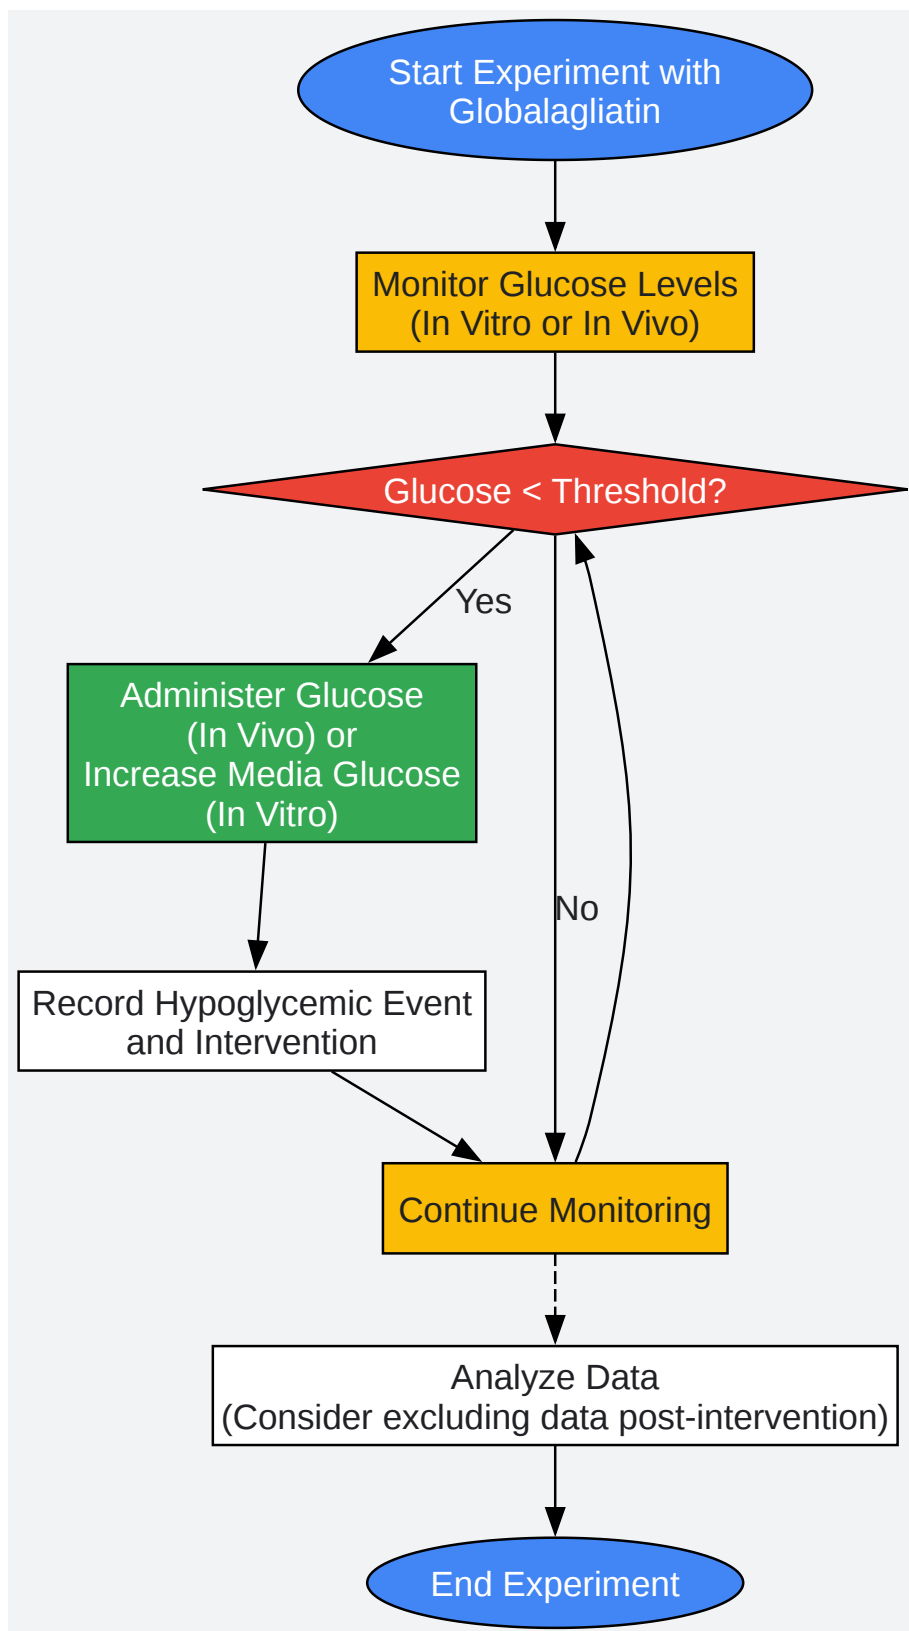 Start Experiment with
Globalagliatin
Monitor Glucose Levels
(In Vitro or In Vivo)
Glucose < Threshold?
Yes
Administer Glucose
(In Vivo) or
Increase Media Glucose
(In Vitro)
No
Record Hypoglycemic Event
and Intervention
Continue Monitoring
Analyze Data
(Consider excluding data post-intervention)
End Experiment